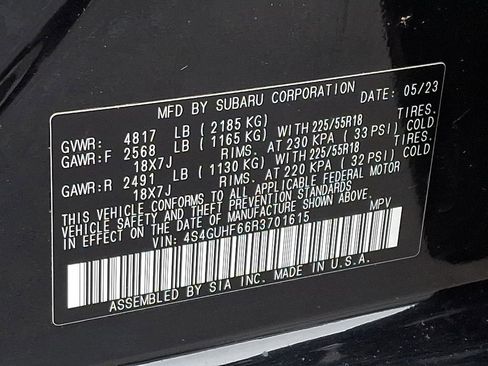 MFD BY SUBARU CORPORATION DATE: 05/23
GVWR: 4817 LB (2185 KG)
GAWR:F 2568 LB (1165 KG) WITH 225/55R18 TIRES.
18X7J RIMS. AT 230 KPA (33 PSI) COLD
GAWR:R 2491 LB (1130 KG) WITH 225/55R18 TIRES.
18X7J RIMS. AT 220 KPA (32 PSI) COLD
THIS VEHICLE CONFORMS TO ALL APPLICABLE FEDERAL MOTOR
VEHICLE SAFETY AND THEFT PREVENTION STANDARDS
IN EFFECT ON THE DATE OF MANUFACTURE SHOWN ABOVE.
VIN: 4S4GUHF66R3701615 MPV
ASSEMBLED BY SIA INC. MADE IN U.S.A.